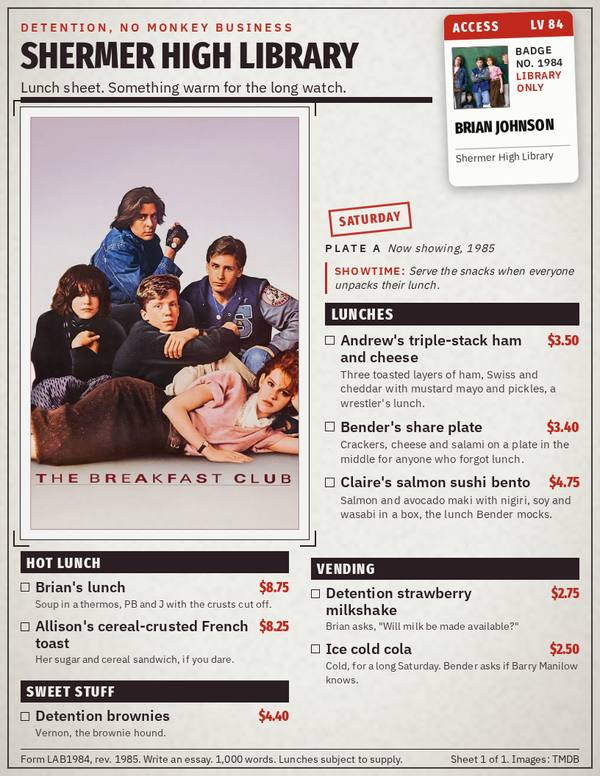 DETENTION, NO MONKEY BUSINESS
SHERMER HIGH LIBRARY
Lunch sheet. Something warm for the long watch.
ACCESS LV 84
BADGE
NO. 1984
LIBRARY
ONLY
BRIAN JOHNSON
Shermer High Library
THE BREAKFAST CLUB
SATURDAY
PLATE A Now showing, 1985
SHOWTIME: Serve the snacks when everyone
unpacks their lunch.
LUNCHES
Andrew's triple-stack ham $3.50
and cheese
Three toasted layers of ham, Swiss and
cheddar with mustard mayo and pickles, a
wrestler's lunch.
Bender's share plate $3.40
Crackers, cheese and salami on a plate in the
middle for anyone who forgot lunch.
Claire's salmon sushi bento $4.75
Salmon and avocado maki with nigiri, soy and
wasabi in a box, the lunch Bender mocks.
HOT LUNCH
Brian's lunch $8.75
Soup in a thermos, PB and J with the crusts cut off.
Allison's cereal-crusted French $8.25
toast
Her sugar and cereal sandwich, if you dare.
SWEET STUFF
Detention brownies $4.40
Vernon, the brownie hound.
VENDING
Detention strawberry $2.75
milkshake
Brian asks, "Will milk be made available?"
Ice cold cola $2.50
Cold, for a long Saturday. Bender asks if Barry Manilow
knows.
Form LAB1984, rev. 1985. Write an essay. 1,000 words. Lunches subject to supply. Sheet 1 of 1. Images: TMDB